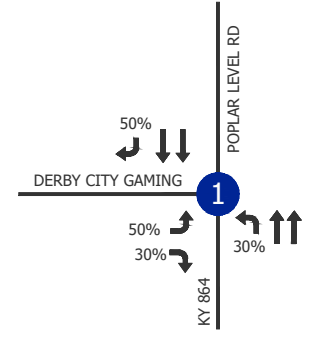 POPLAR LEVEL RD
50%
DERBY CITY GAMING
1
50%
30%
30%
KY 864